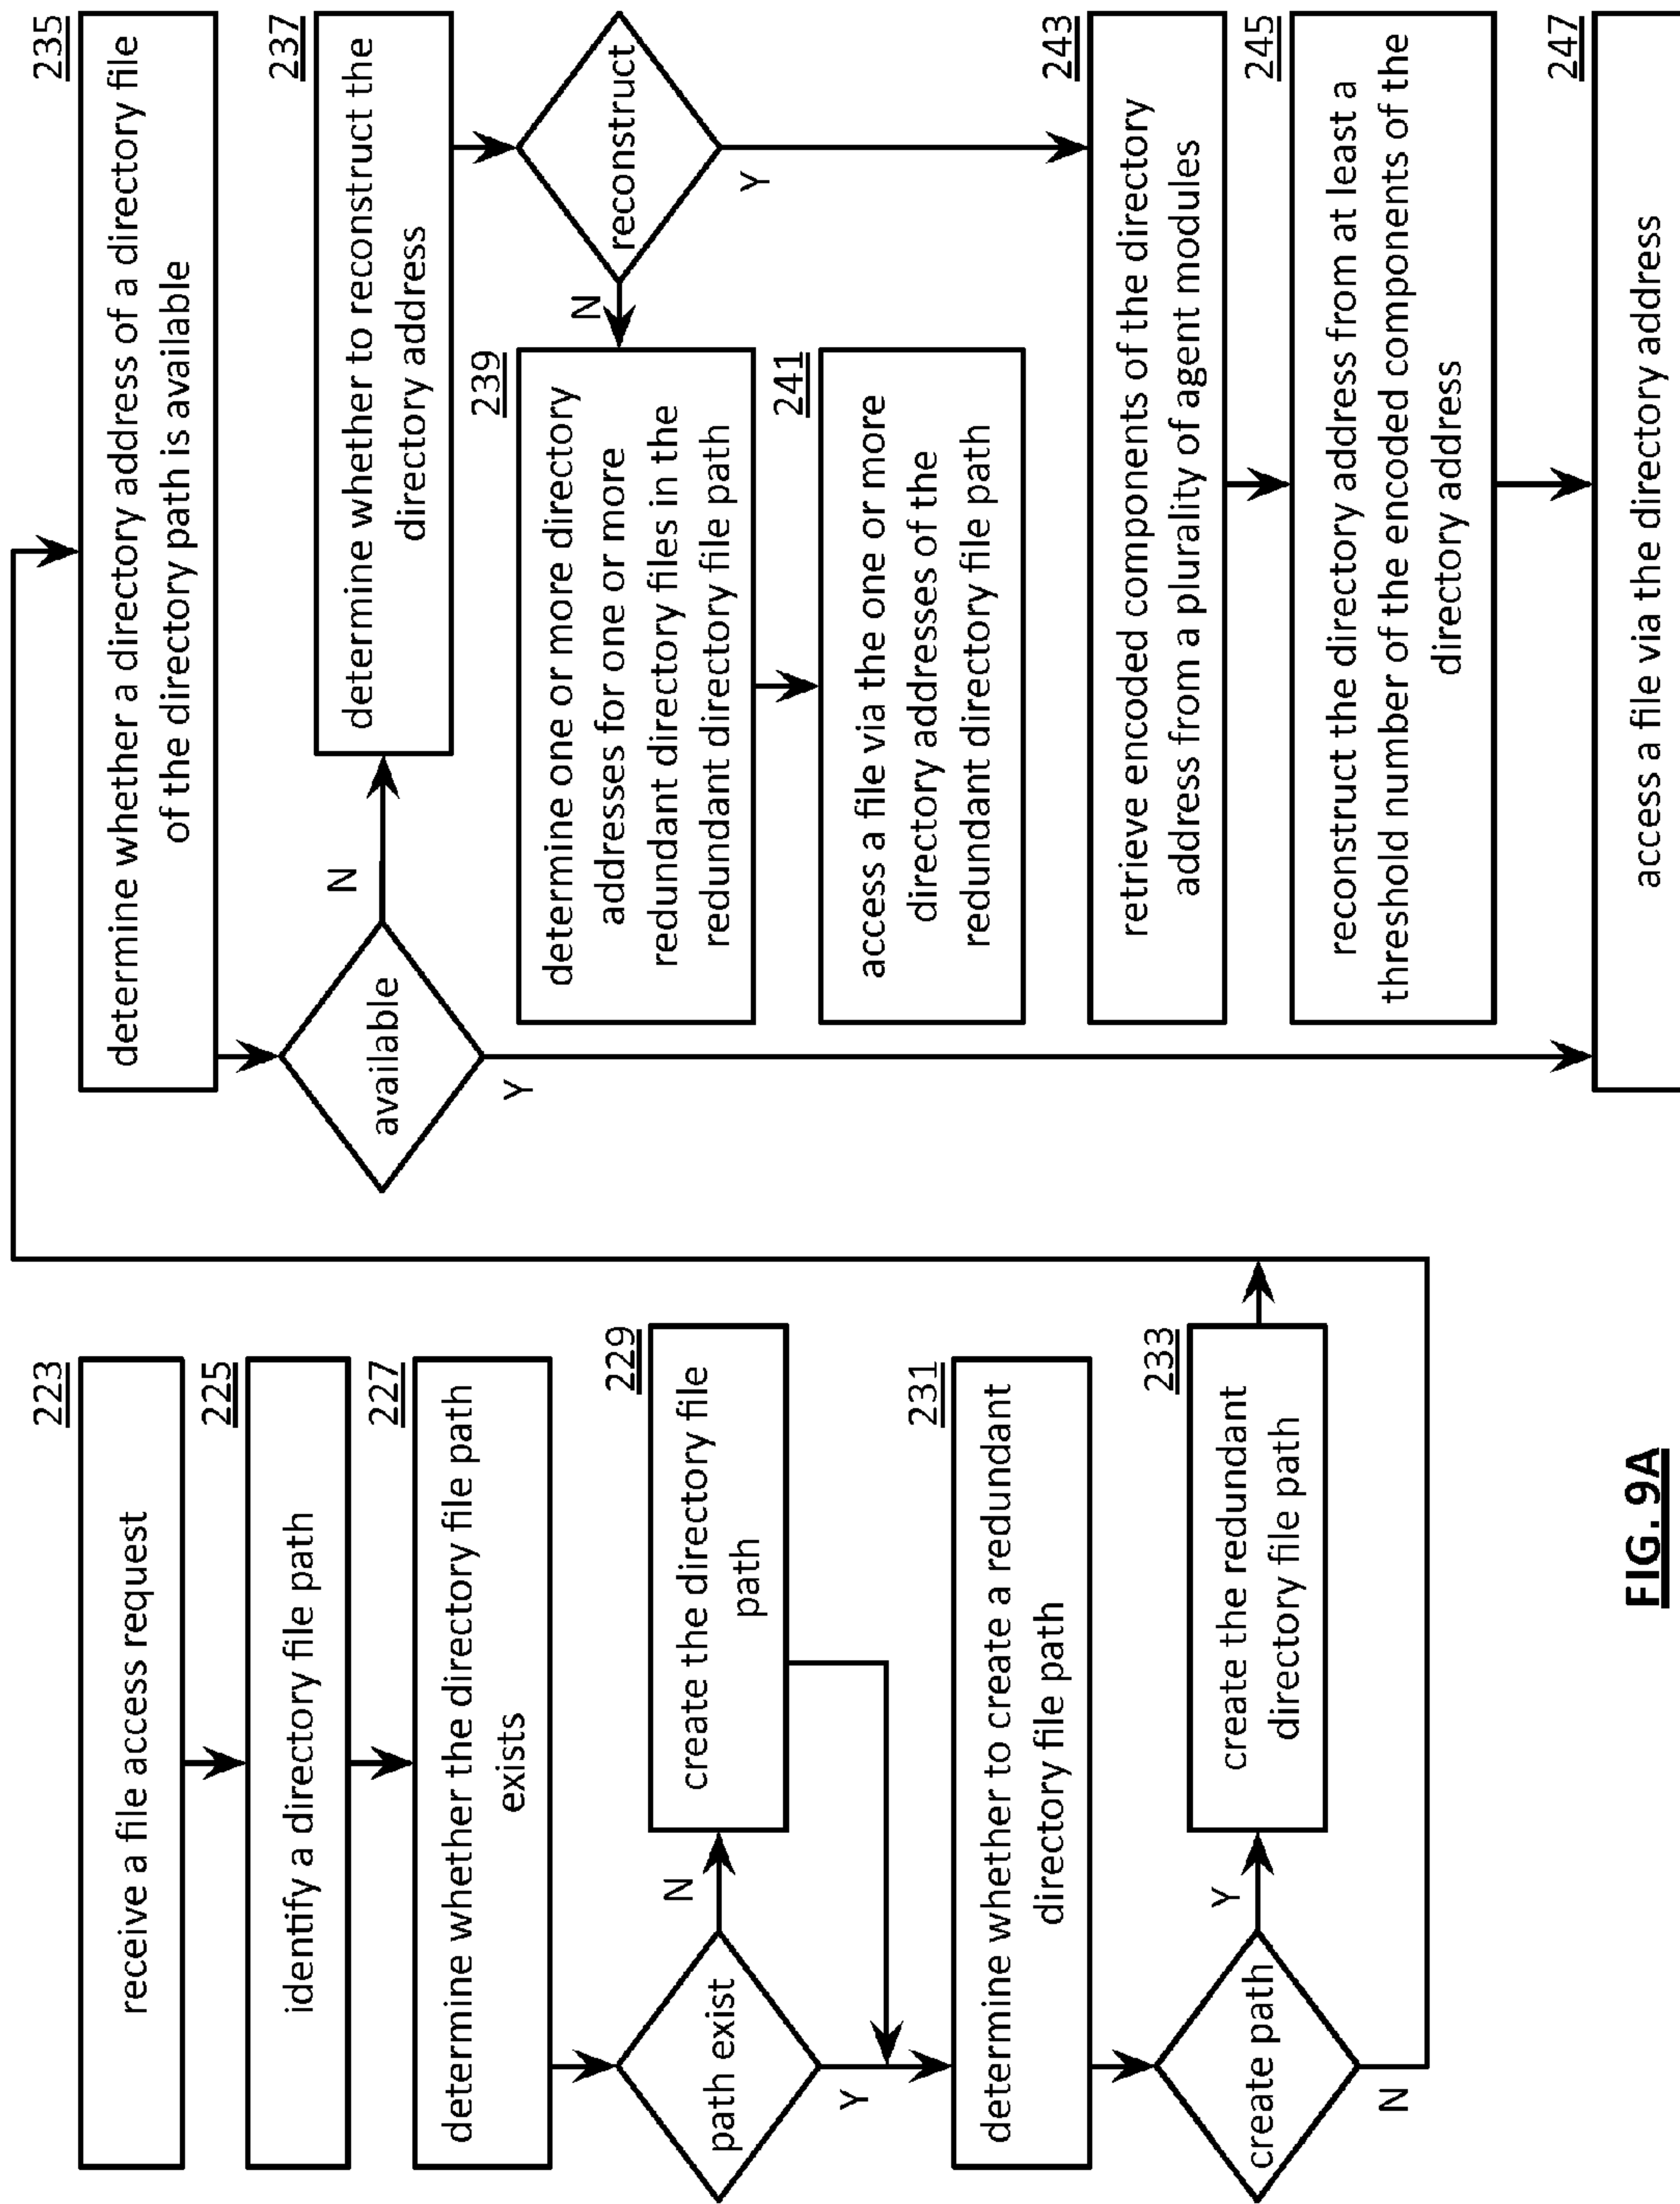 223
receive a file access request
225
identify a directory file path
227
determine whether the directory file path
exists
path exist
N
Y
229
create the directory file
path
231
determine whether to create a redundant
directory file path
create path
Y
N
233
create the redundant
directory file path
235
determine whether a directory address of a directory file
of the directory path is available
available
N
Y
237
determine whether to reconstruct the
directory address
reconstruct
N
Y
239
determine one or more directory
addresses for one or more
redundant directory files in the
redundant directory file path
241
access a file via the one or more
directory addresses of the
redundant directory file path
243
retrieve encoded components of the directory
address from a plurality of agent modules
245
reconstruct the directory address from at least a
threshold number of the encoded components of the
directory address
247
access a file via the directory address
FIG. 9A